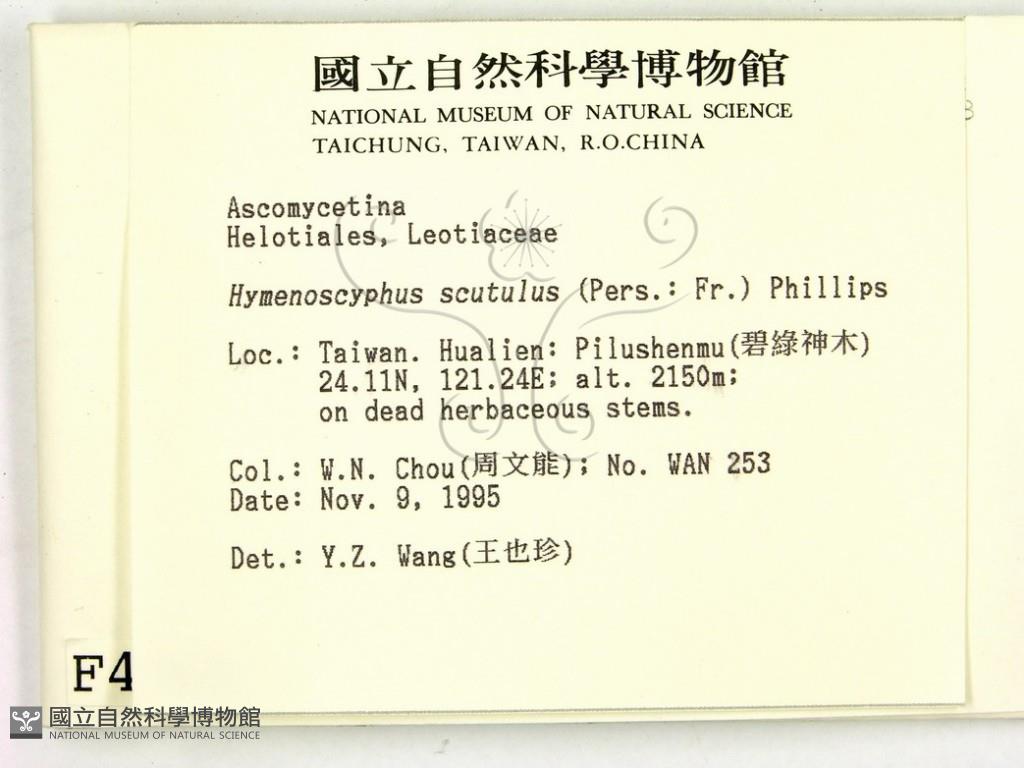 國立自然科學博物館
NATIONAL MUSEUM OF NATURAL SCIENCE
TAICHUNG, TAIWAN, R.O.CHINA
Ascomycetina
Helotiales, Leotiaceae
Hymenoscyphus scutulus (Pers.: Fr.) Phillips
Loc.: Taiwan. Hualien: Pilushenmu(碧綠神木)
24.11N, 121.24E; alt. 2150m;
on dead herbaceous stems.
Col.: W.N. Chou(周文能); No. WAN 253
Date: Nov. 9, 1995
Det.: Y.Z. Wang(王也珍)
F4
國立自然科學博物館
NATIONAL MUSEUM OF NATURAL SCIENCE